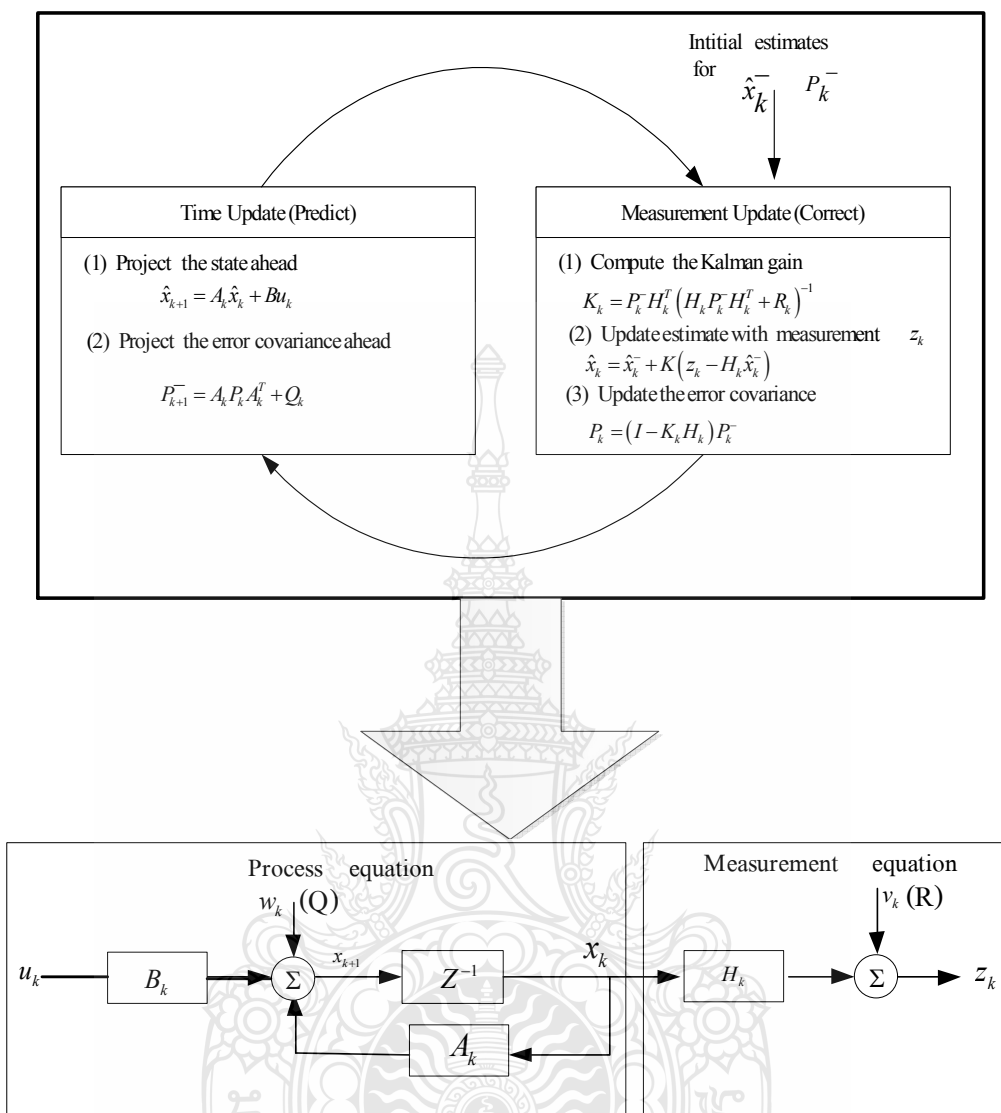 Intitial estimates
for x̂ₖ⁻ Pₖ⁻
Time Update (Predict)
(1) Project the state ahead
x̂ₖ₊₁ = Aₖx̂ₖ + Buₖ
(2) Project the error covariance ahead
P⁻ₖ₊₁ = AₖPₖAₖᵀ + Qₖ
Measurement Update (Correct)
(1) Compute the Kalman gain
Kₖ = Pₖ⁻Hₖᵀ(HₖPₖ⁻Hₖᵀ + Rₖ)⁻¹
(2) Update estimate with measurement zₖ
x̂ₖ = x̂ₖ⁻ + K(zₖ − Hₖx̂ₖ⁻)
(3) Update the error covariance
Pₖ = (I − KₖHₖ)Pₖ⁻
Process equation
wₖ (Q)
uₖ
Bₖ
Σ
xₖ₊₁
Z⁻¹
xₖ
Aₖ
Measurement equation
vₖ (R)
Hₖ
Σ
zₖ